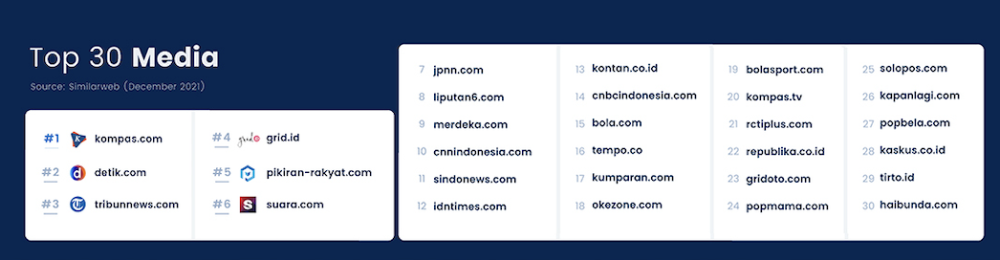 Top 30 Media
Source: Similarweb (December 2021)
#1 kompas.com
#2 detik.com
#3 tribunnews.com
#4 grid grid.id
#5 pikiran-rakyat.com
#6 suara.com
7 jpnn.com
8 liputan6.com
9 merdeka.com
10 cnnindonesia.com
11 sindonews.com
12 idntimes.com
13 kontan.co.id
14 cnbcindonesia.com
15 bola.com
16 tempo.co
17 kumparan.com
18 okezone.com
19 bolasport.com
20 kompas.tv
21 rctiplus.com
22 republika.co.id
23 gridoto.com
24 popmama.com
25 solopos.com
26 kapanlagi.com
27 popbela.com
28 kaskus.co.id
29 tirto.id
30 haibunda.com